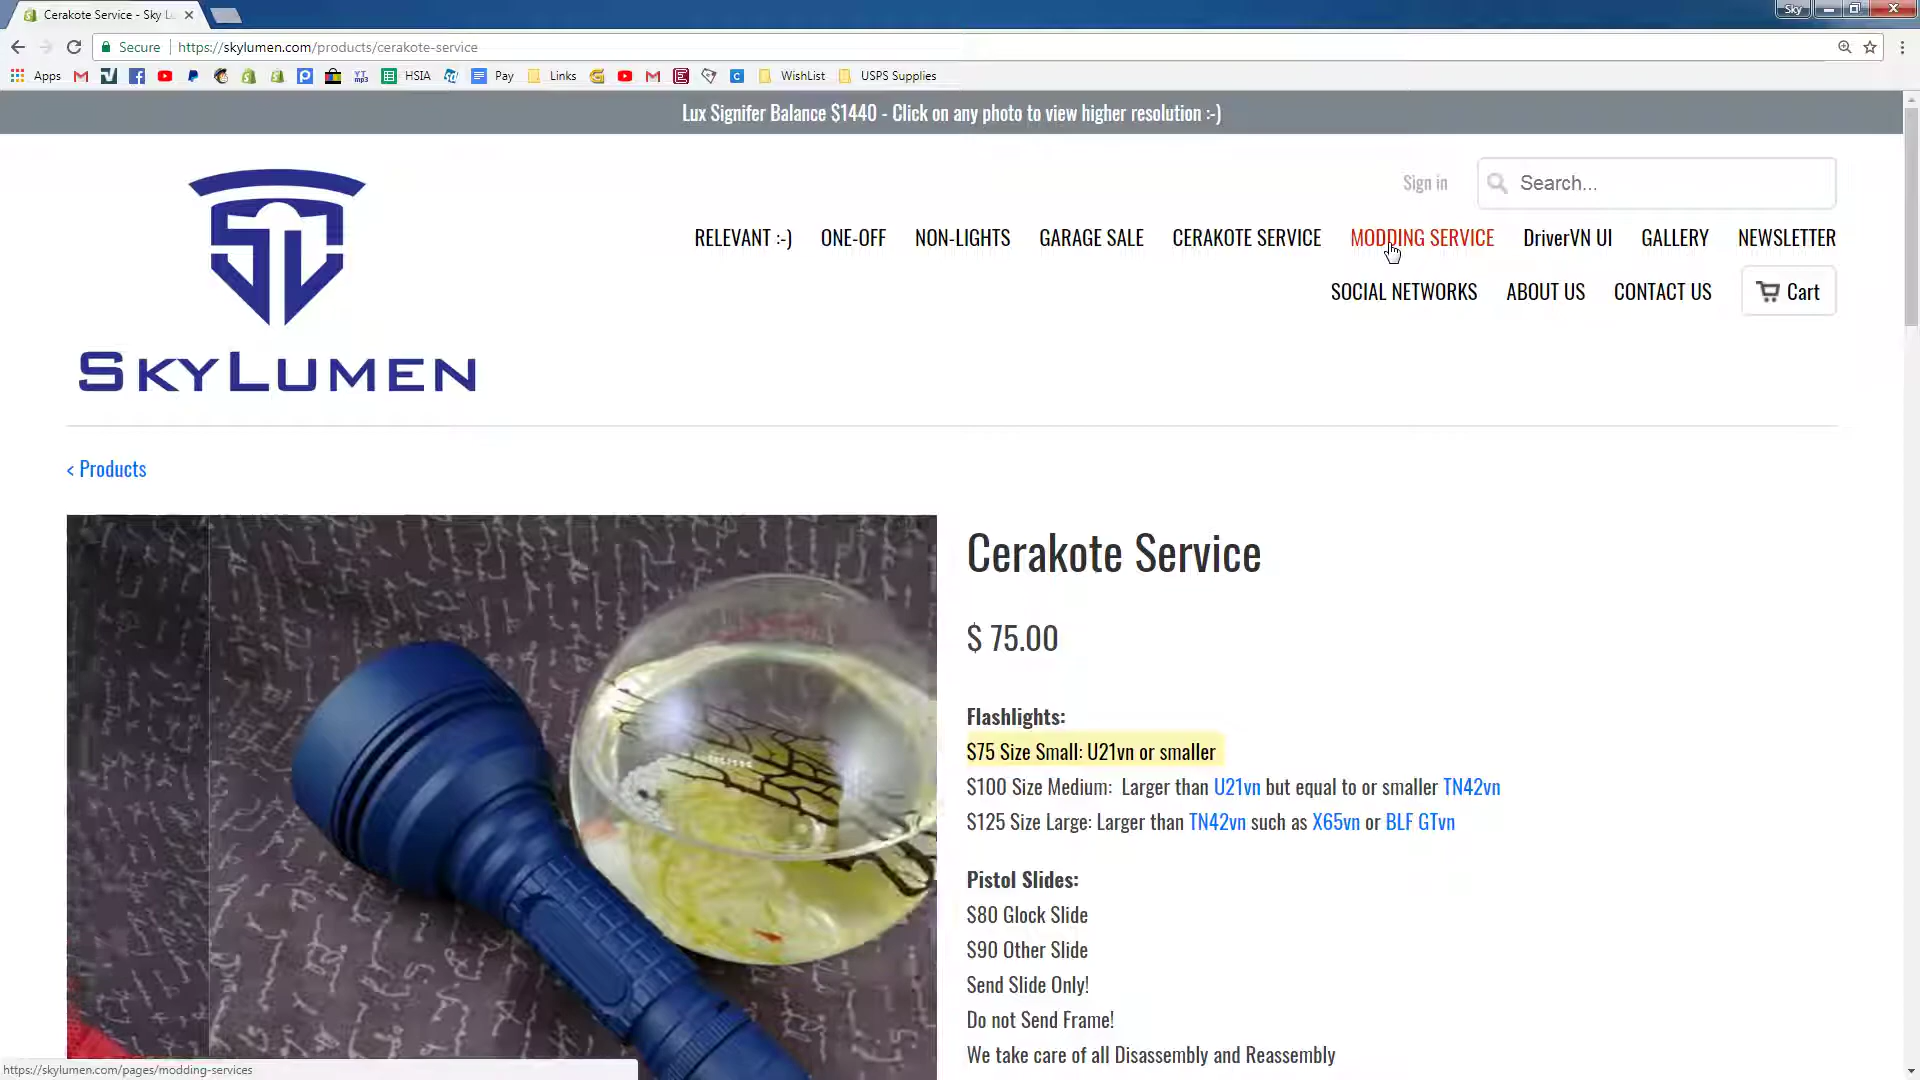 Cerakote Service - Sky L
Sky
Secure
https://skylumen.com/products/cerakote-service
Apps
HSIA
Pay
Links
WishList
USPS Supplies
Lux Signifer Balance $1440 - Click on any photo to view higher resolution :-)
Sign in
Search...
RELEVANT :-) ONE-OFF NON-LIGHTS GARAGE SALE CERAKOTE SERVICE MODDING SERVICE DriverVN UI GALLERY NEWSLETTER
SOCIAL NETWORKS ABOUT US CONTACT US Cart
SKYLUMEN
< Products
Cerakote Service
$ 75.00
Flashlights:
$75 Size Small: U21vn or smaller
$100 Size Medium: Larger than U21vn but equal to or smaller TN42vn
$125 Size Large: Larger than TN42vn such as X65vn or BLF GTvn
Pistol Slides:
$80 Glock Slide
$90 Other Slide
Send Slide Only!
Do not Send Frame!
We take care of all Disassembly and Reassembly
https://skylumen.com/pages/modding-services